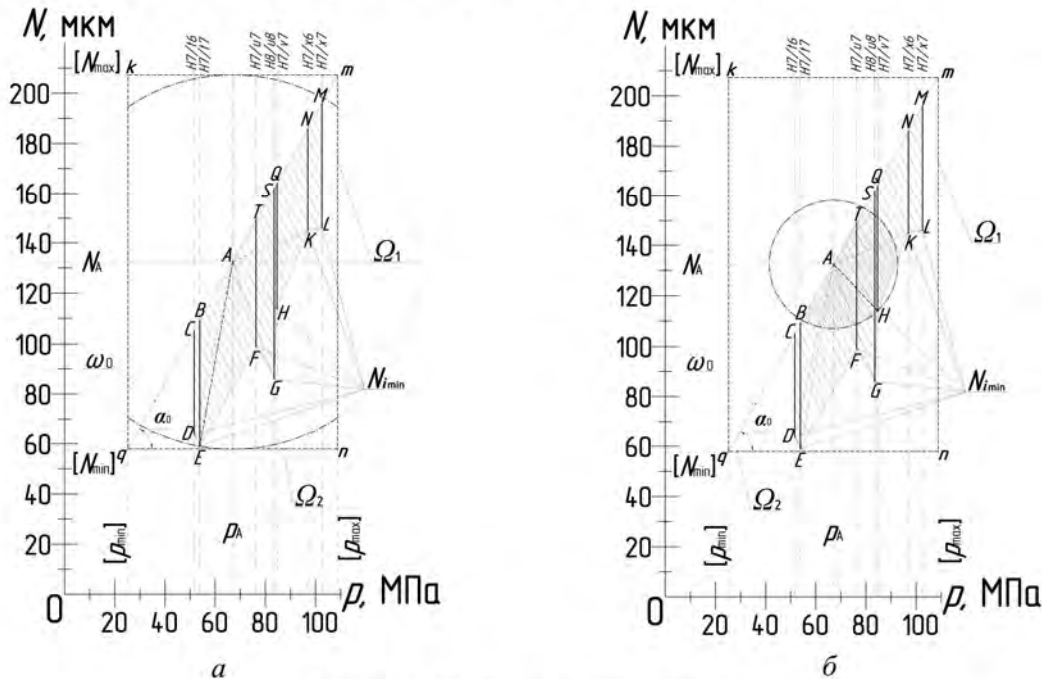 N, мкм
H7/t6
H7/t7
H7/u7
H8/u8
H7/v7
H7/x6
H7/x7
[Nmax]
k
m
200
M
N
180
Q
S
160
T
L
140
K
Ω1
NA
A
120
B
H
C
100
F
ω0
G
Nimin
80
α0
D
60
q
E
n
[Nmin]
40
Ω2
20
[pmin]
pA
[pmax]
0
20
40
60
80
100
p, МПа
а
N, мкм
H7/t6
H7/t7
H7/u7
H8/u8
H7/v7
H7/x6
H7/x7
[Nmax]
k
m
200
M
N
180
Q
S
160
T
L
140
K
Ω1
NA
A
120
B
H
C
100
F
ω0
G
Nimin
80
α0
D
60
q
E
n
[Nmin]
40
Ω2
20
[pmin]
pA
[pmax]
0
20
40
60
80
100
p, МПа
б